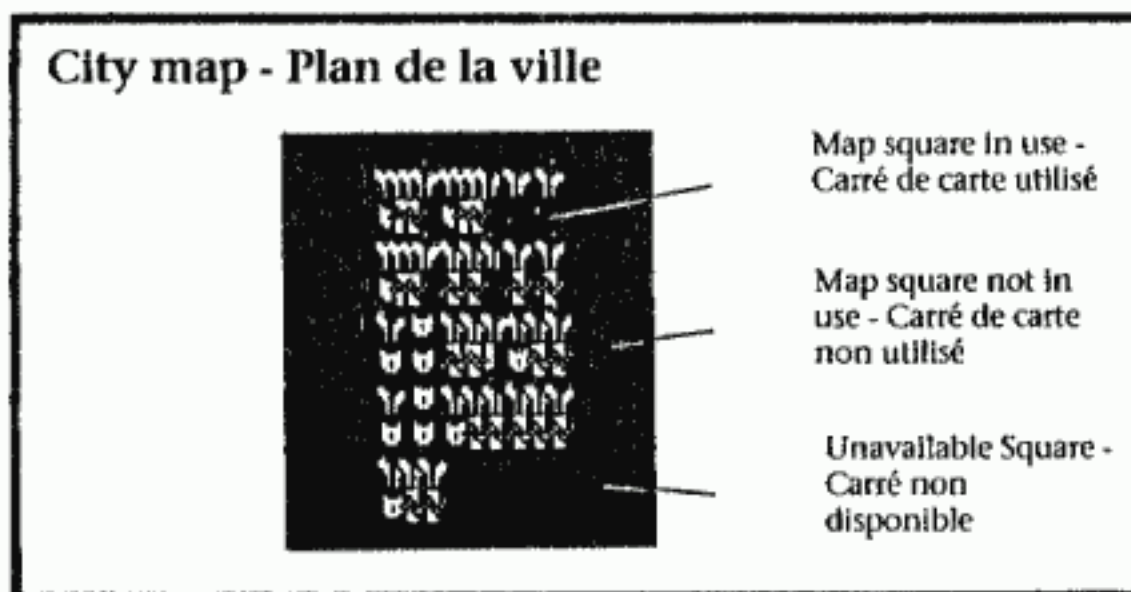 City map - Plan de la ville
Map square in use -
Carré de carte utilisé
Map square not in
use - Carré de carte
non utilisé
Unavailable Square -
Carré non
disponible